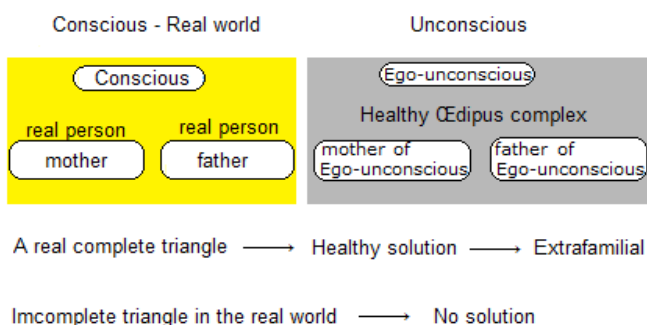 Conscious - Real world
Unconscious
Conscious
real person
real person
mother
father
Ego-unconscious
Healthy Œdipus complex
mother of
Ego-unconscious
father of
Ego-unconscious
A real complete triangle ⟶ Healthy solution ⟶ Extrafamilial
Imcomplete triangle in the real world ⟶ No solution